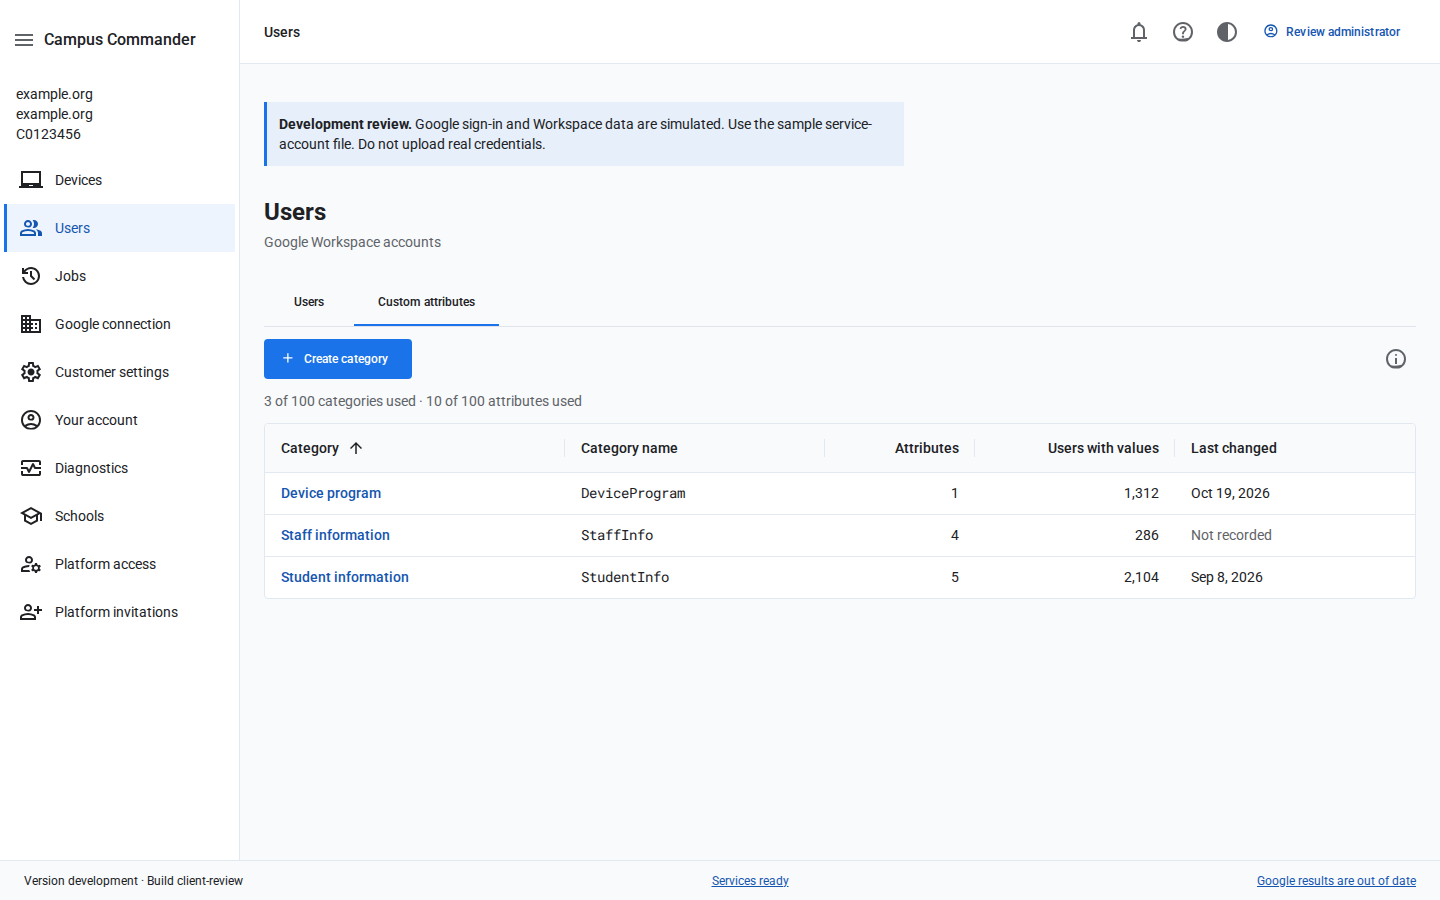 Campus Commander
example.org
example.org
C0123456
Devices
Users
Jobs
Google connection
Customer settings
Your account
Diagnostics
Schools
Platform access
Platform invitations
Users
Review administrator
Development review. Google sign-in and Workspace data are simulated. Use the sample service-
account file. Do not upload real credentials.
Users
Google Workspace accounts
Users Custom attributes
Create category
3 of 100 categories used · 10 of 100 attributes used
Category Category name Attributes Users with values Last changed
Device program DeviceProgram 1 1,312 Oct 19, 2026
Staff information StaffInfo 4 286 Not recorded
Student information StudentInfo 5 2,104 Sep 8, 2026
Version development · Build client-review Services ready Google results are out of date